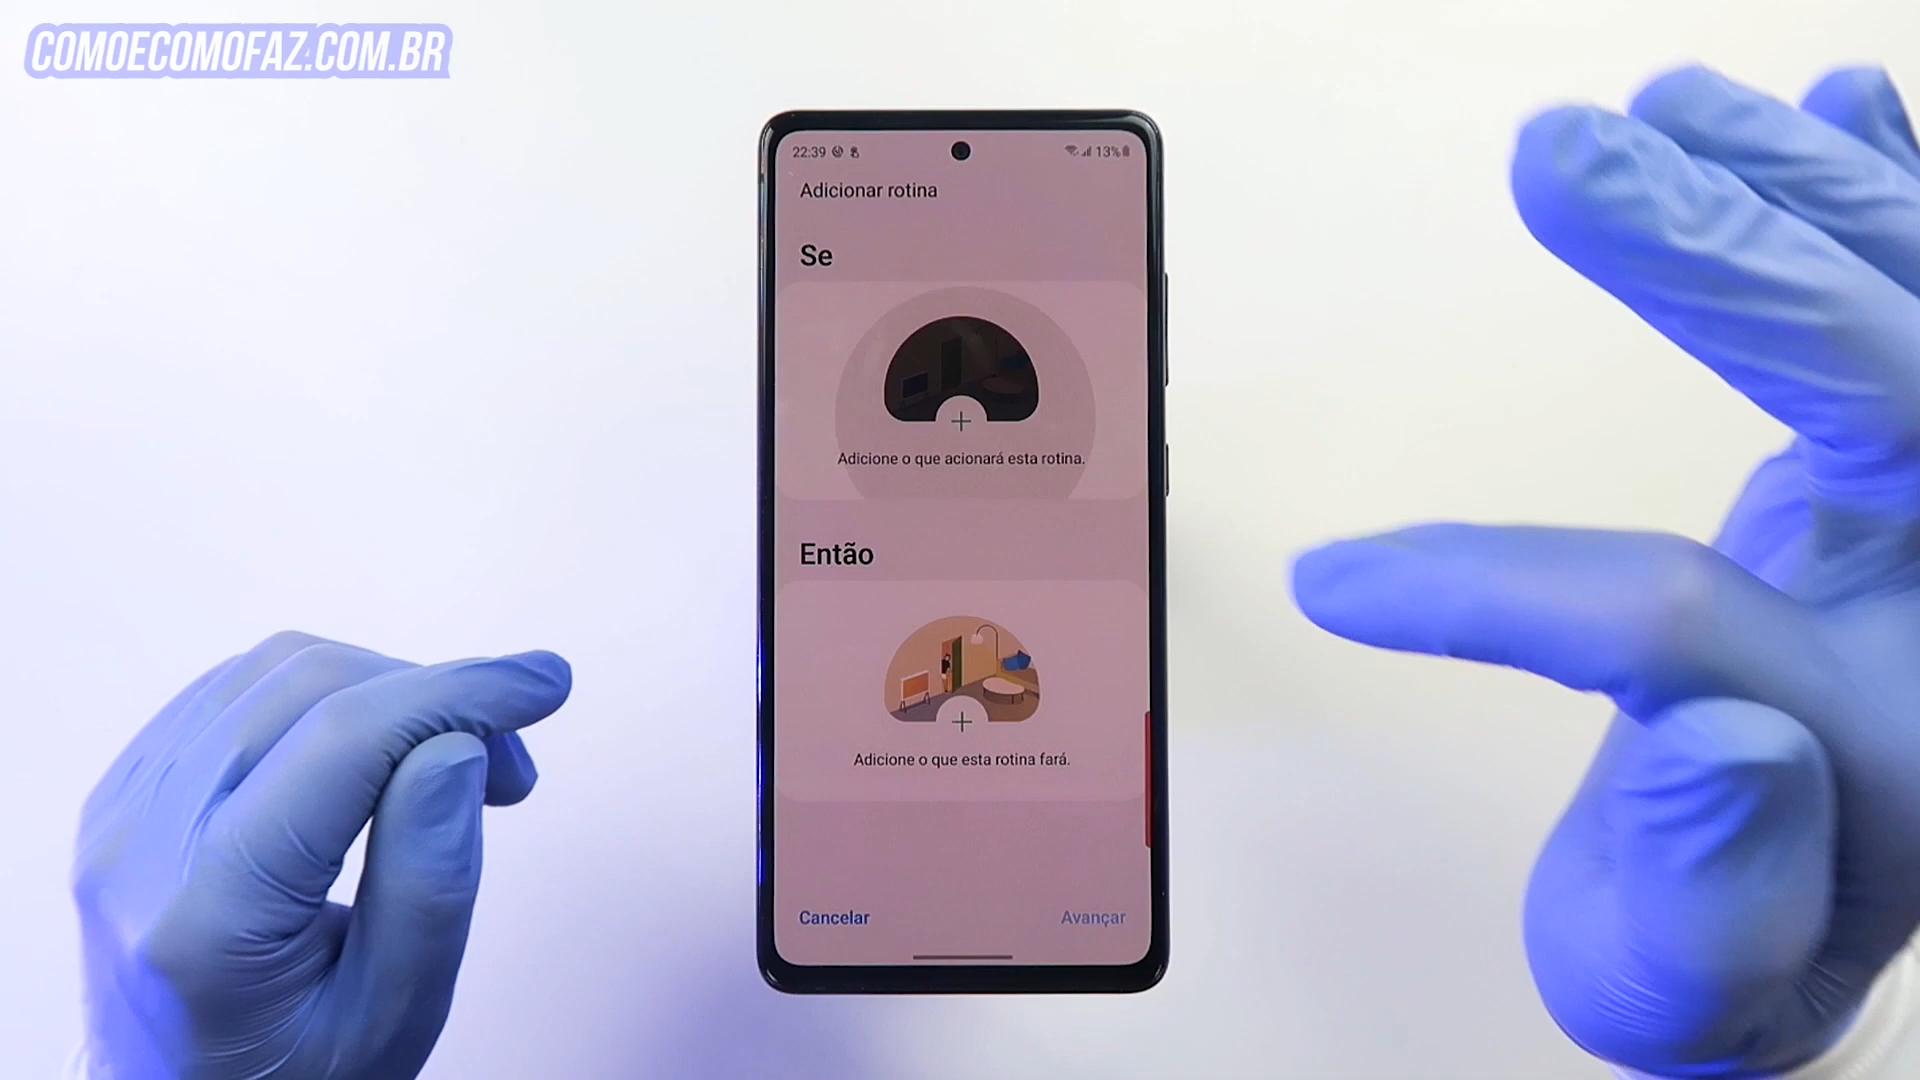 COMOECOMOFAZ.COM.BR
22:39 13%
Adicionar rotina
Se
Adicione o que acionará esta rotina.
Então
Adicione o que esta rotina fará.
Cancelar Avançar